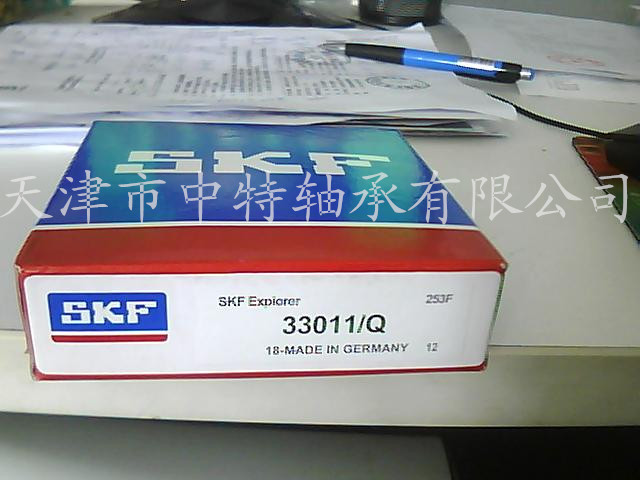 SKF
天津市中特轴承有限公司
SKF
SKF Explorer
253F
33011/Q
18-MADE IN GERMANY 12